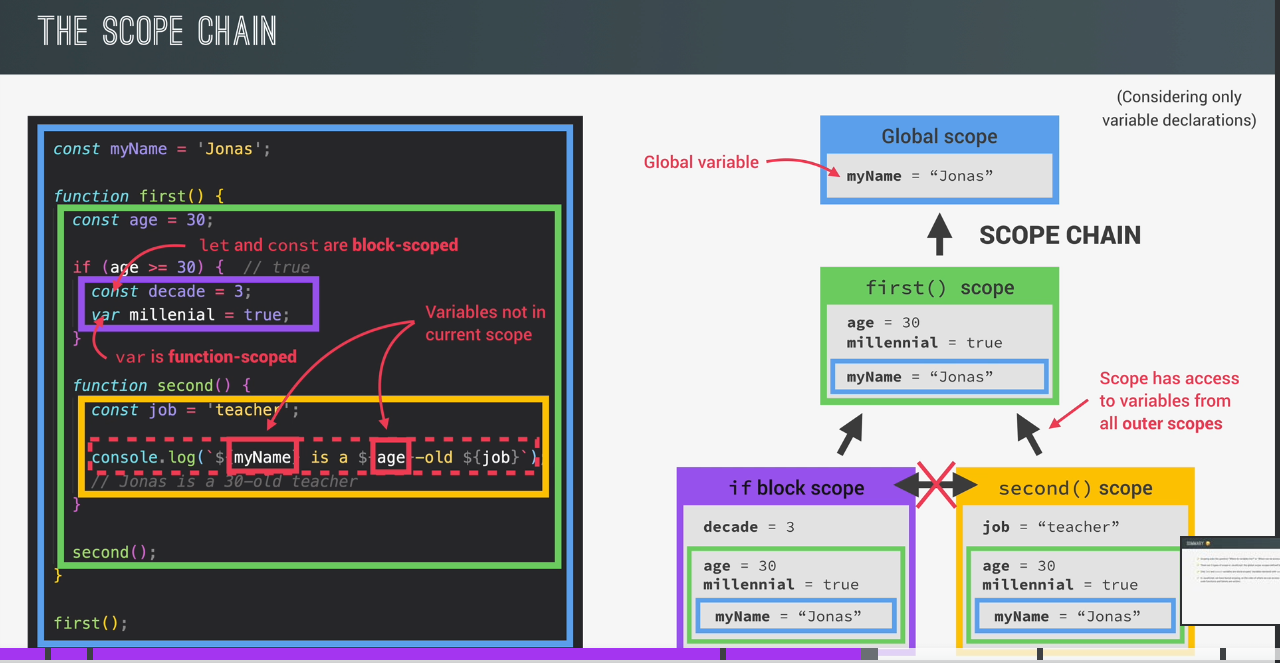 THE SCOPE CHAIN
(Considering only
variable declarations)
const myName = 'Jonas';
function first() {
const age = 30;
let and const are block-scoped
if (age >= 30) { // true
const decade = 3;
var millenial = true;
}
var is function-scoped
Variables not in
current scope
function second() {
const job = 'teacher';
console.log(`${myName} is a ${age}-old ${job}`)
// Jonas is a 30-old teacher
}
second();
}
first();
Global variable
Global scope
myName = “Jonas”
SCOPE CHAIN
first() scope
age = 30
millennial = true
myName = “Jonas”
Scope has access
to variables from
all outer scopes
if block scope
decade = 3
age = 30
millennial = true
myName = “Jonas”
second() scope
job = “teacher”
age = 30
millennial = true
myName = “Jonas”
SUMMARY